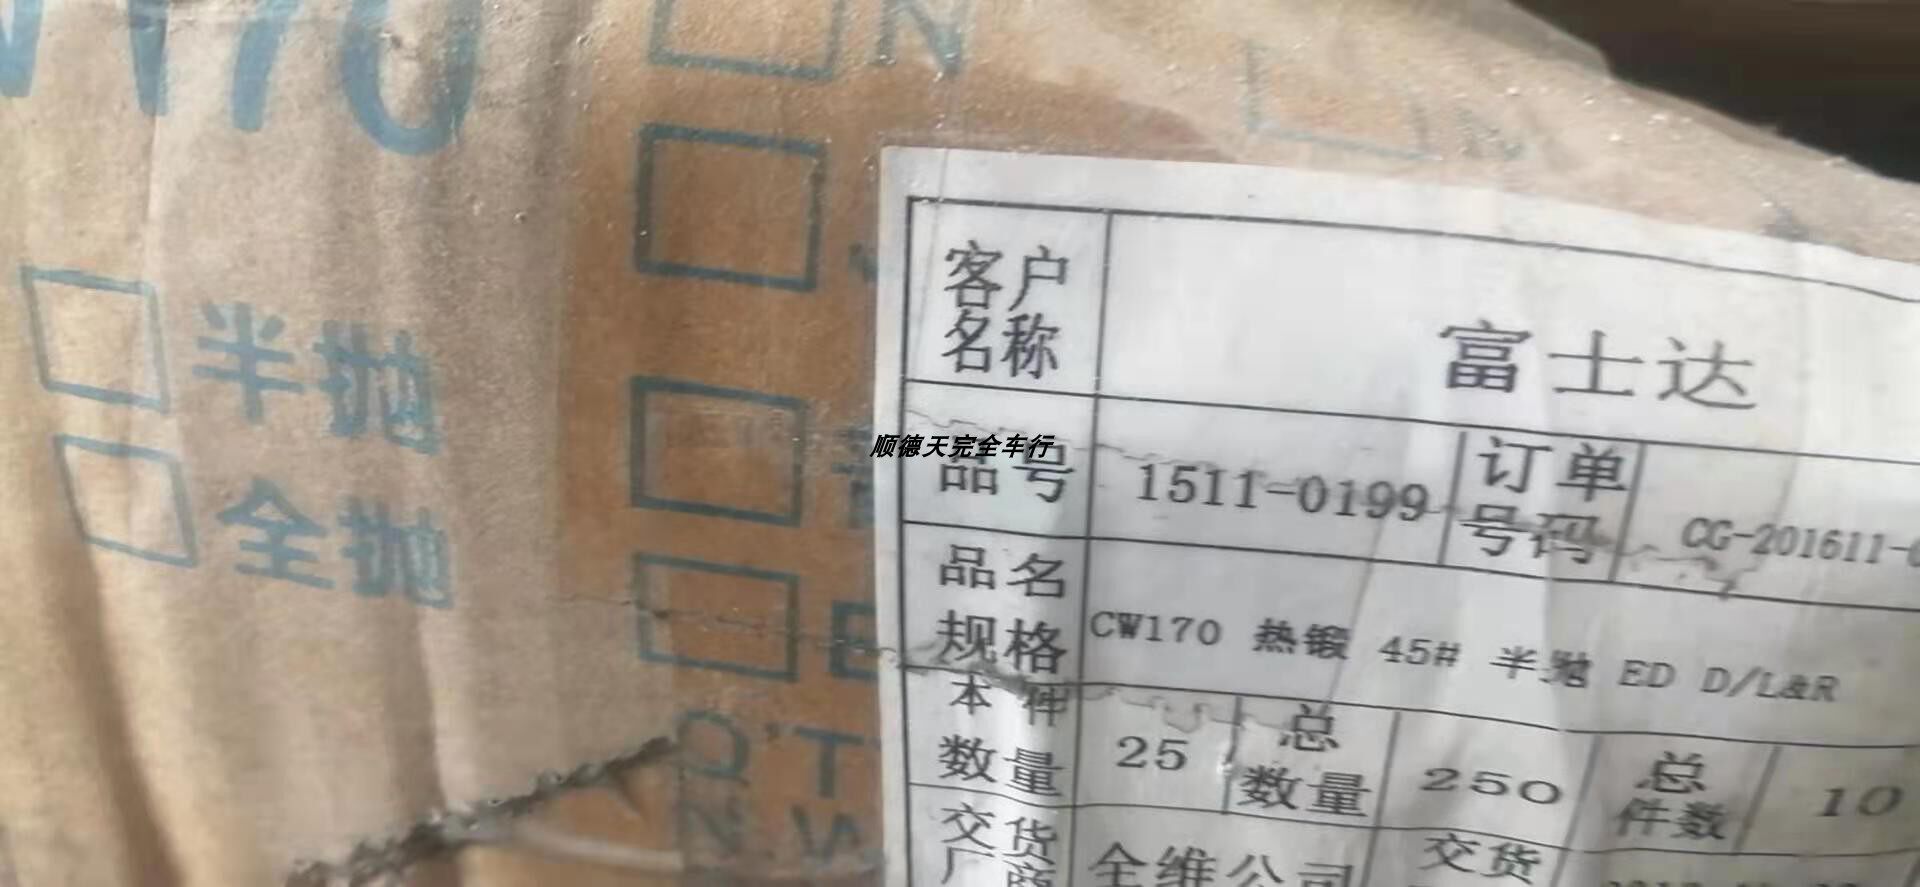 170
N
半抛
全抛
E
Q'T
N.W
客户名称
富士达
顺德天完全车行
品号
1511-0199
订单号码
CG-201611-
品名规格
CW170 热锻 45# 半抛 ED D/L&R
本件数量
25
总数量
250
总件数
10
交货厂商
全维公司
交货